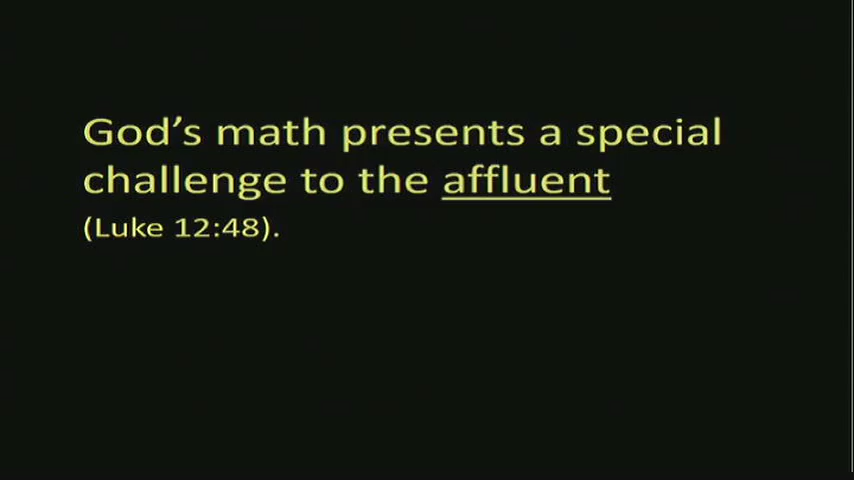 God’s math presents a special
challenge to the affluent
(Luke 12:48).